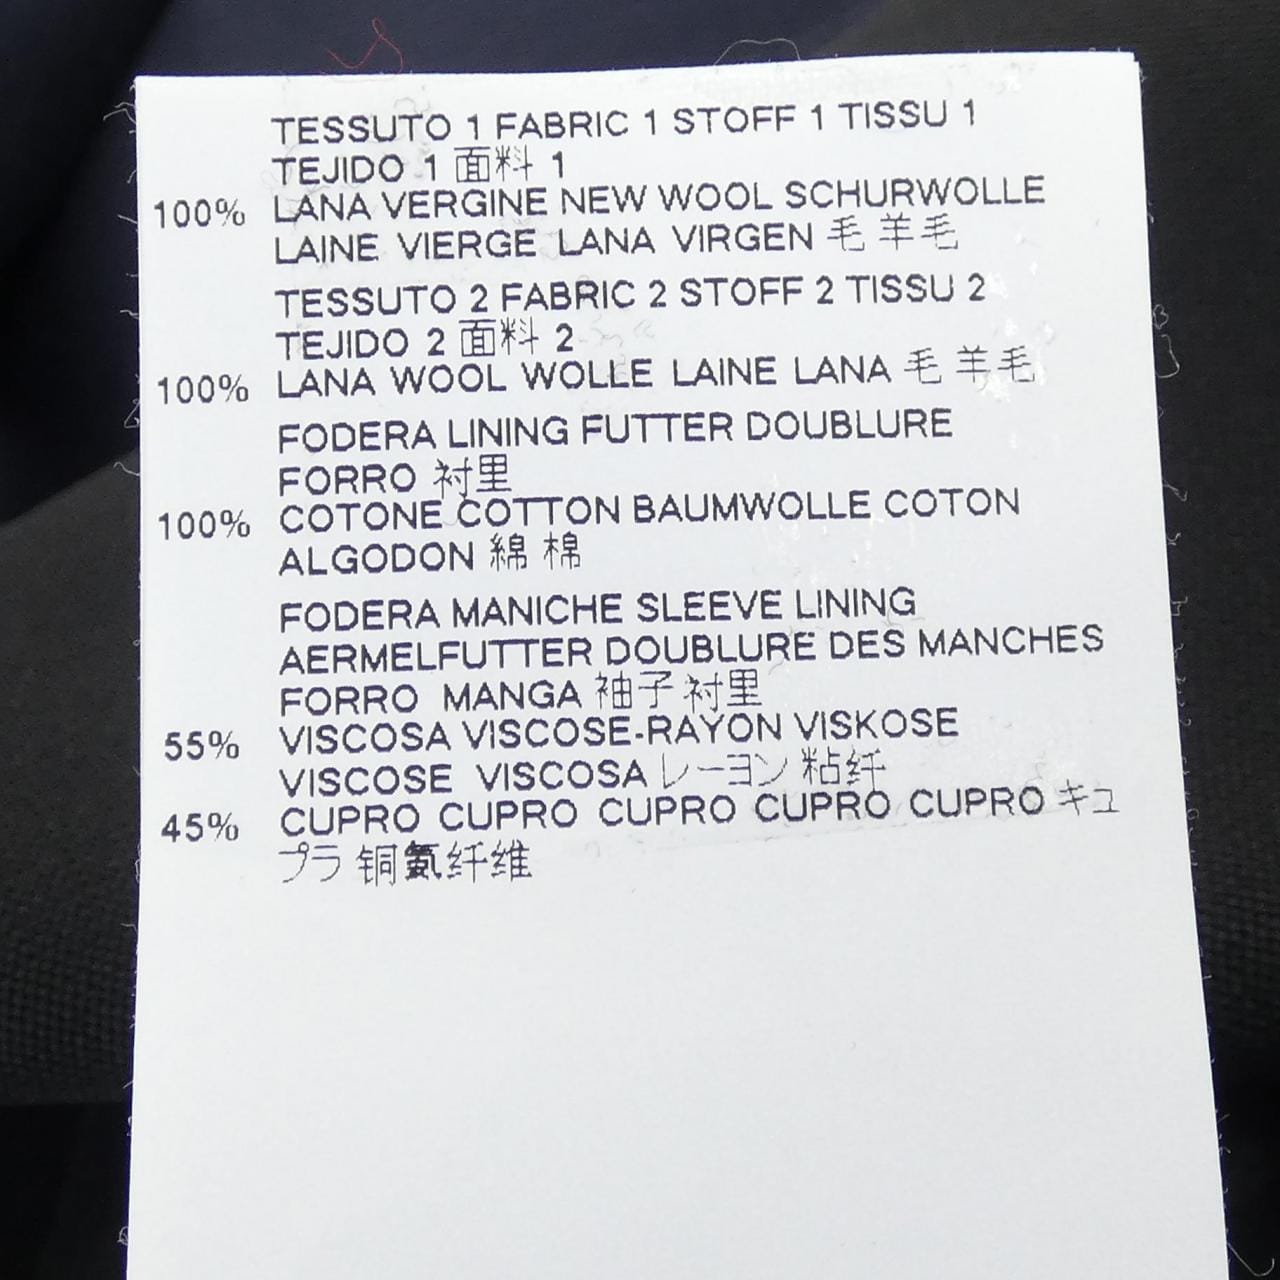 TESSUTO 1 FABRIC 1 STOFF 1 TISSU 1
TEJIDO 1 面料 1
100% LANA VERGINE NEW WOOL SCHURWOLLE
LAINE VIERGE LANA VIRGEN 毛 羊毛
TESSUTO 2 FABRIC 2 STOFF 2 TISSU 2
TEJIDO 2 面料 2
100% LANA WOOL WOLLE LAINE LANA 毛 羊毛
FODERA LINING FUTTER DOUBLURE
FORRO 衬里
100% COTONE COTTON BAUMWOLLE COTON
ALGODON 綿 棉
FODERA MANICHE SLEEVE LINING
AERMELFUTTER DOUBLURE DES MANCHES
FORRO MANGA 袖子 衬里
55% VISCOSA VISCOSE-RAYON VISKOSE
VISCOSE VISCOSA レーヨン 粘纤
45% CUPRO CUPRO CUPRO CUPRO CUPRO キュ
プラ 铜氨纤维